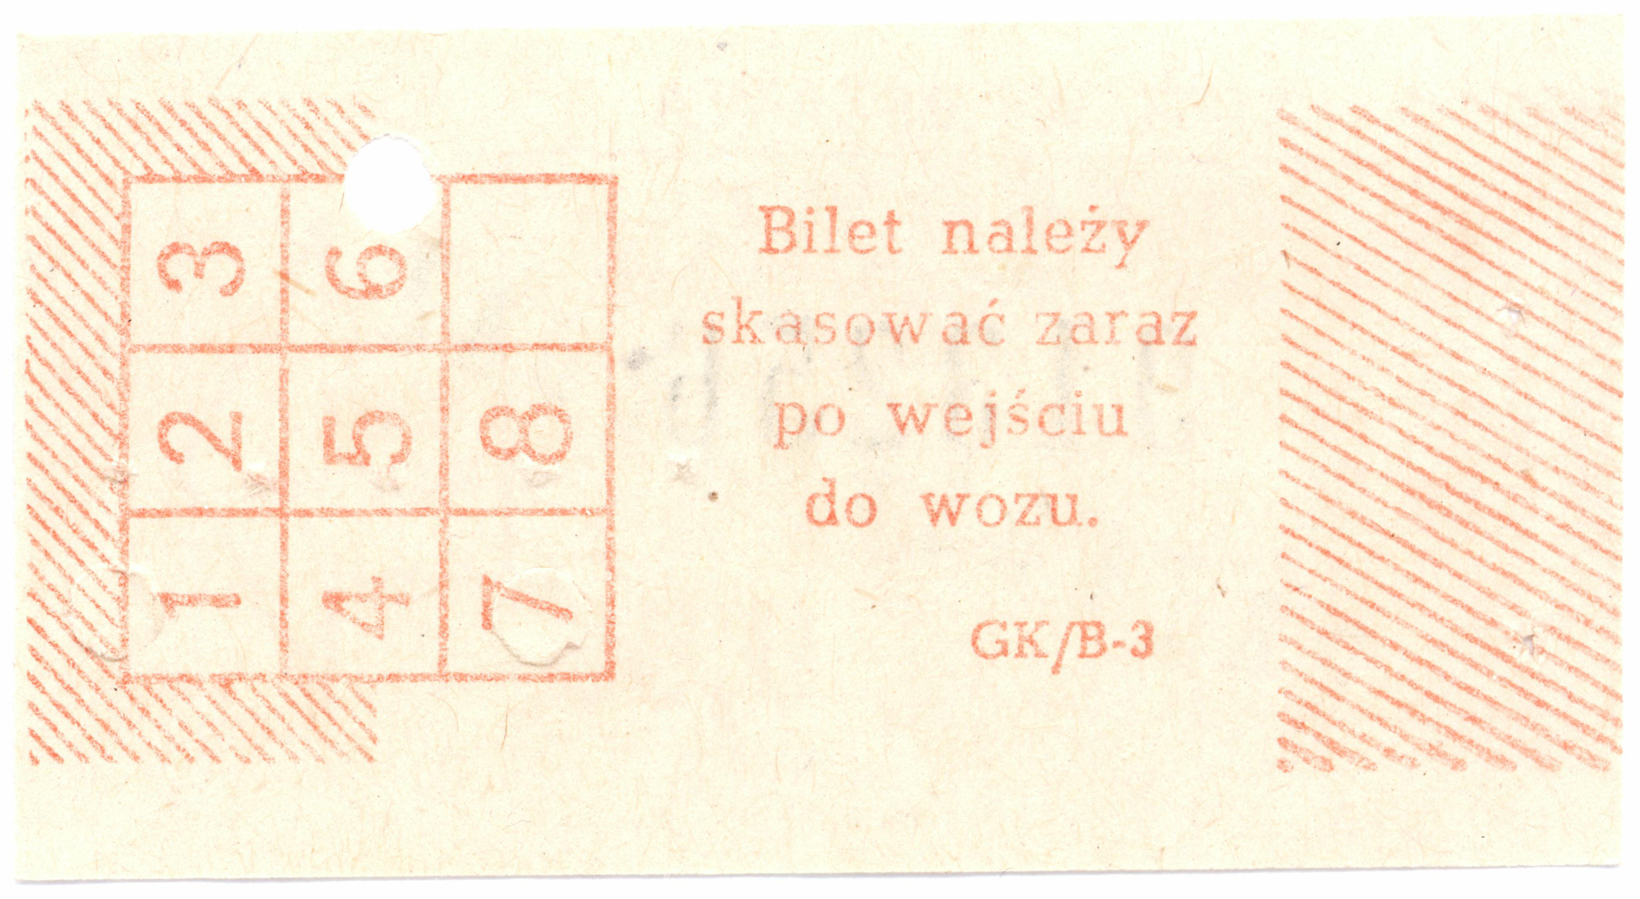 3 6
2 5 8
1 4 7
Bilet należy
skasować zaraz
po wejściu
do wozu.
GK/B-3